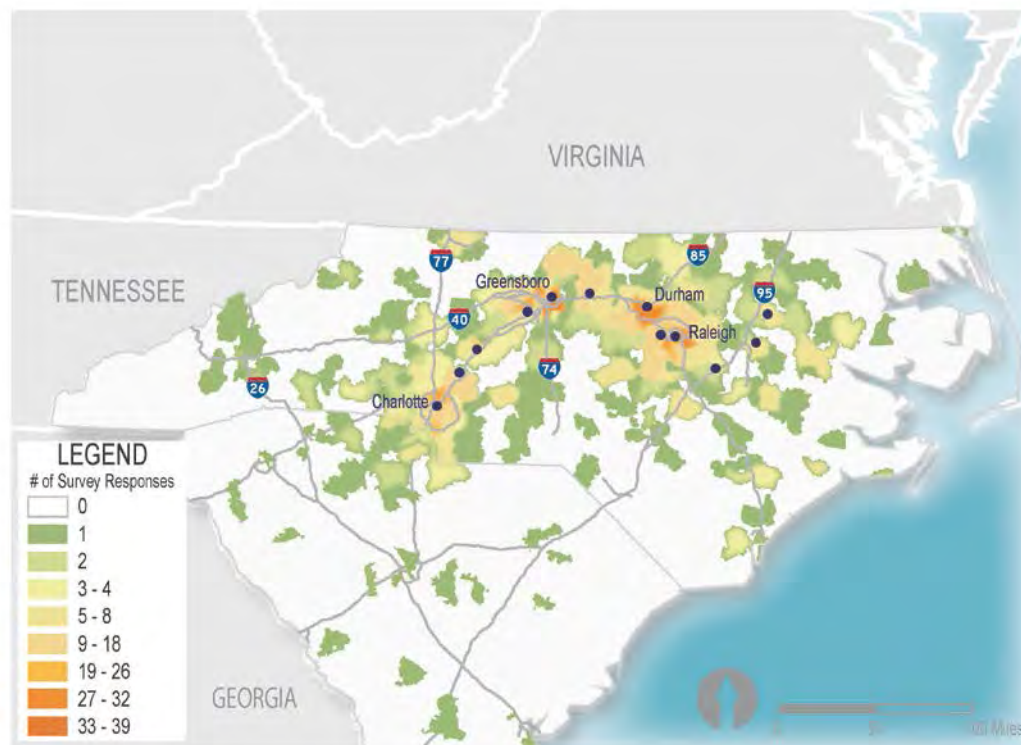 VIRGINIA
TENNESSEE
77
85
Greensboro
95
Durham
40
Raleigh
74
26
Charlotte
LEGEND
# of Survey Responses
0
1
2
3 - 4
5 - 8
9 - 18
19 - 26
27 - 32
33 - 39
GEORGIA
Miles